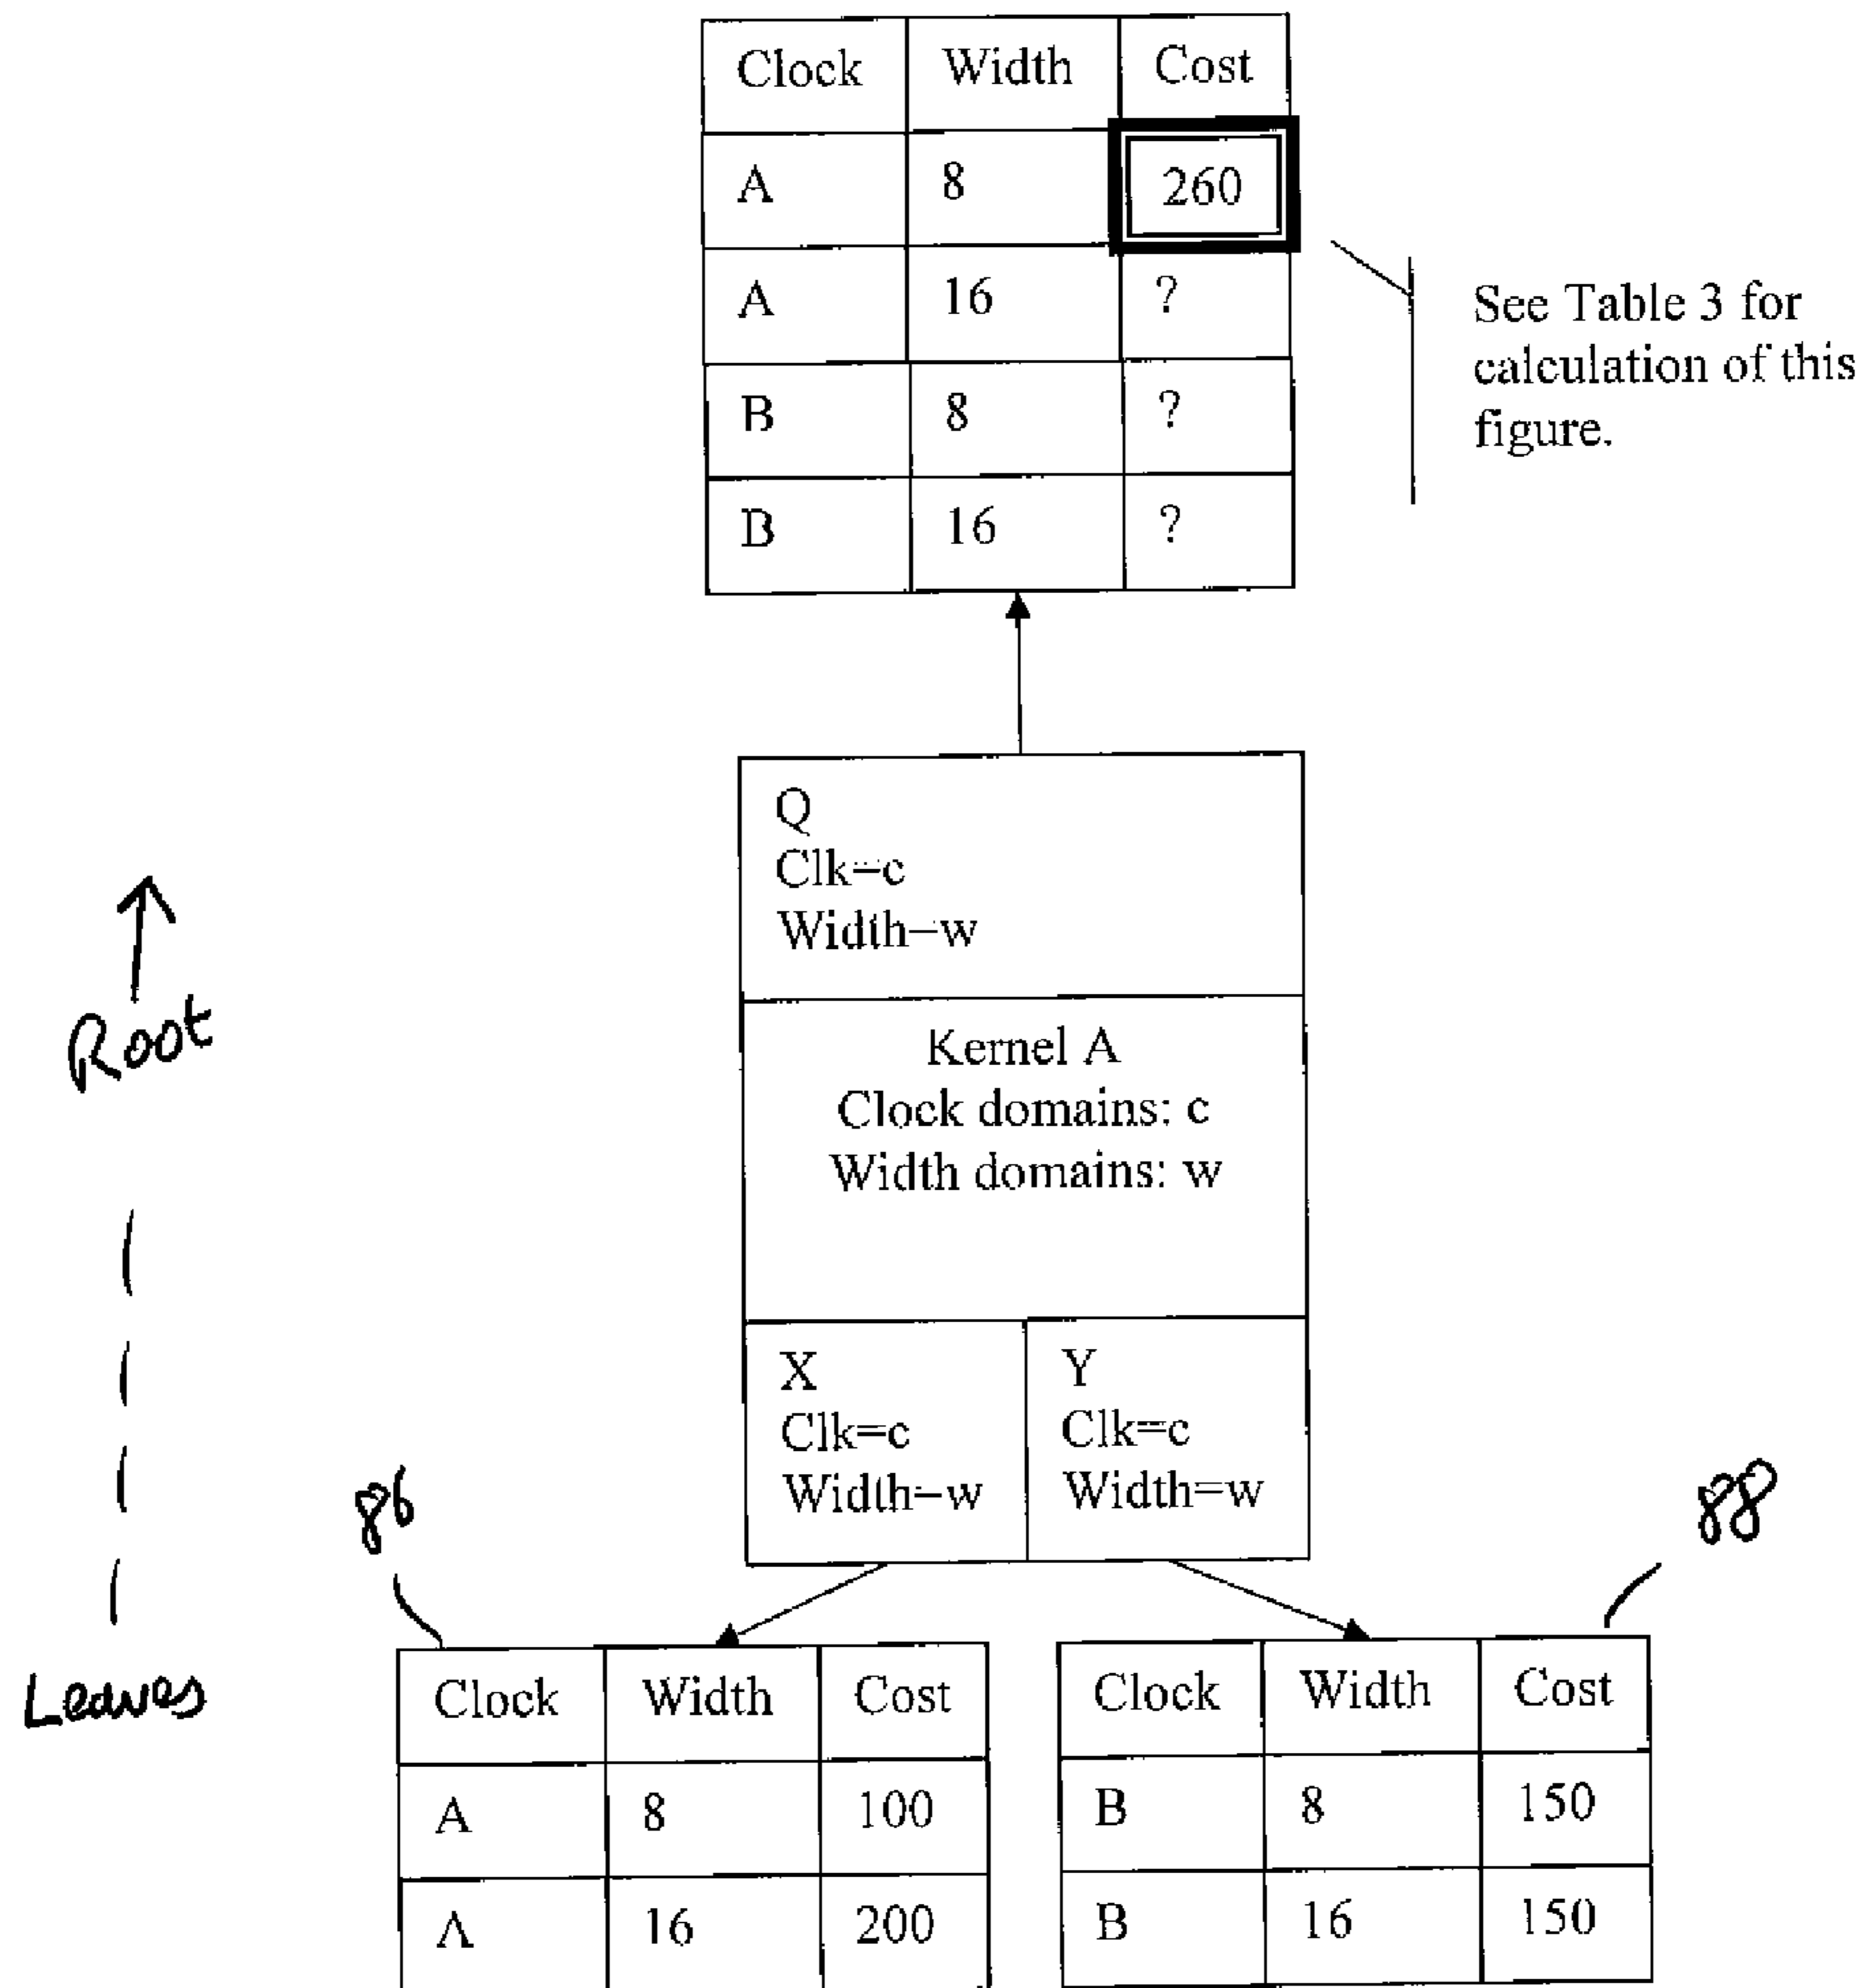 Clock Width Cost
A 8 260
A 16 ?
B 8 ?
B 16 ?
See Table 3 for
calculation of this
figure.
Q
Clk=c
Width=w
Root
Kernel A
Clock domains: c
Width domains: w
X
Clk=c
Width=w
Y
Clk=c
Width=w
86
88
Leaves
Clock Width Cost
A 8 100
A 16 200
Clock Width Cost
B 8 150
B 16 150